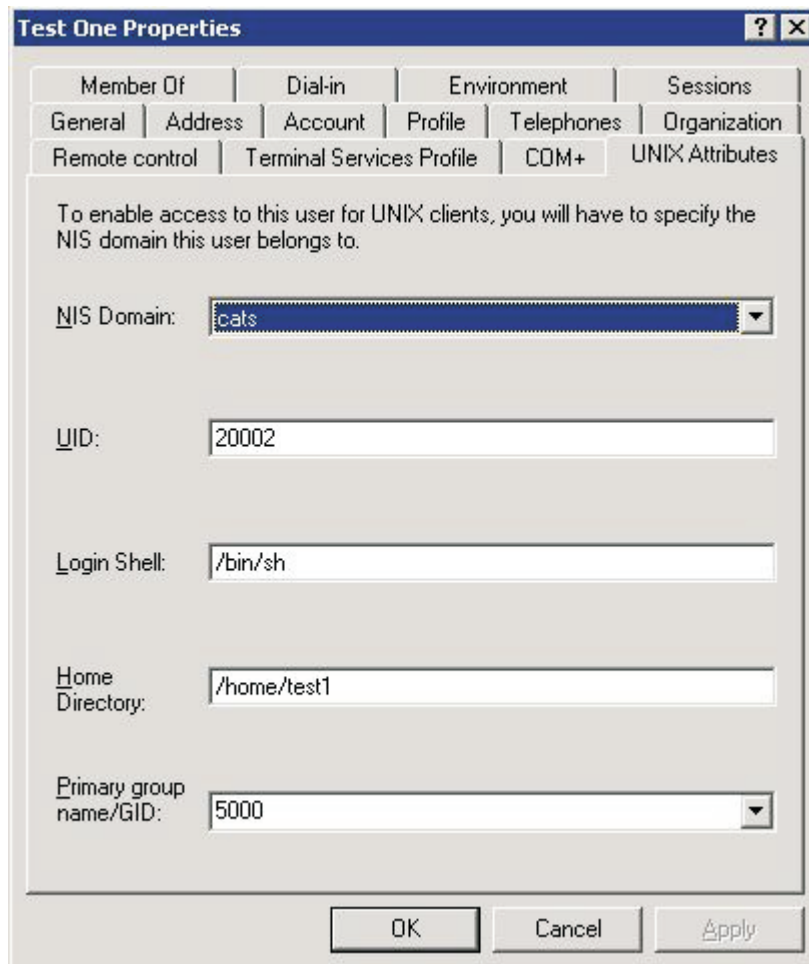 Test One Properties
Member Of Dial-in Environment Sessions
General Address Account Profile Telephones Organization
Remote control Terminal Services Profile COM+ UNIX Attributes
To enable access to this user for UNIX clients, you will have to specify the
NIS domain this user belongs to.
NIS Domain: cats
UID: 20002
Login Shell: /bin/sh
Home
Directory: /home/test1
Primary group
name/GID: 5000
OK Cancel Apply